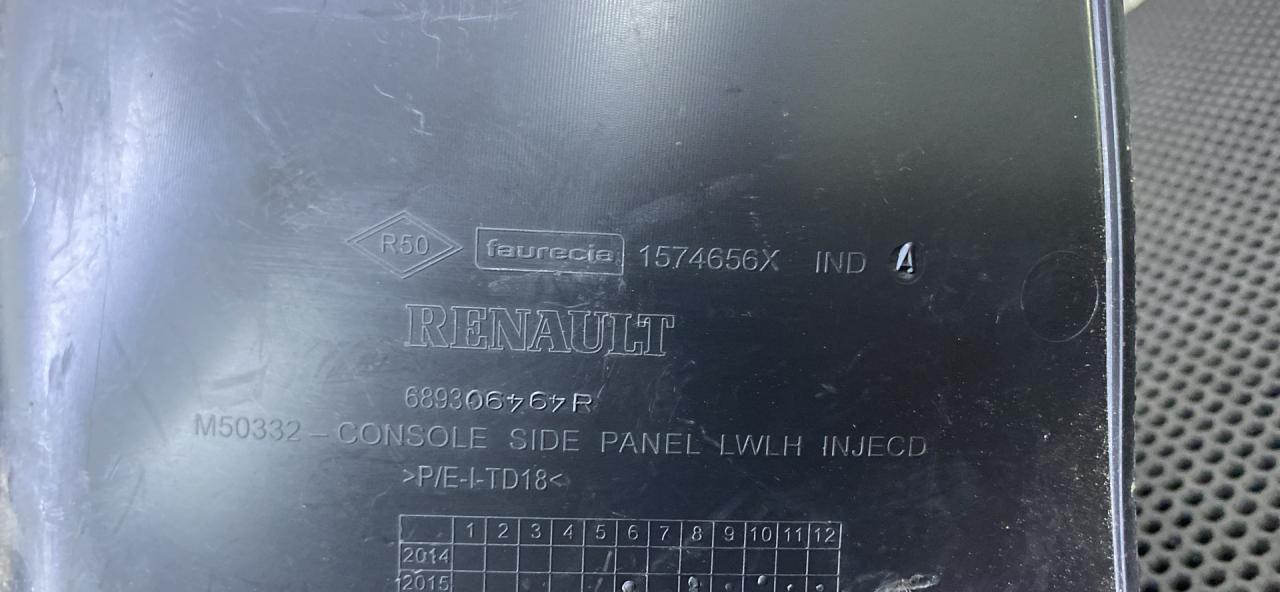 R50 faurecia 1574656X IND A
RENAULT
M50332 - CONSOLE SIDE PANEL LWLH INJECD
>P/E-I-TD18<
1 2 3 4 5 6 7 8 9 10 11 12
2014
2015